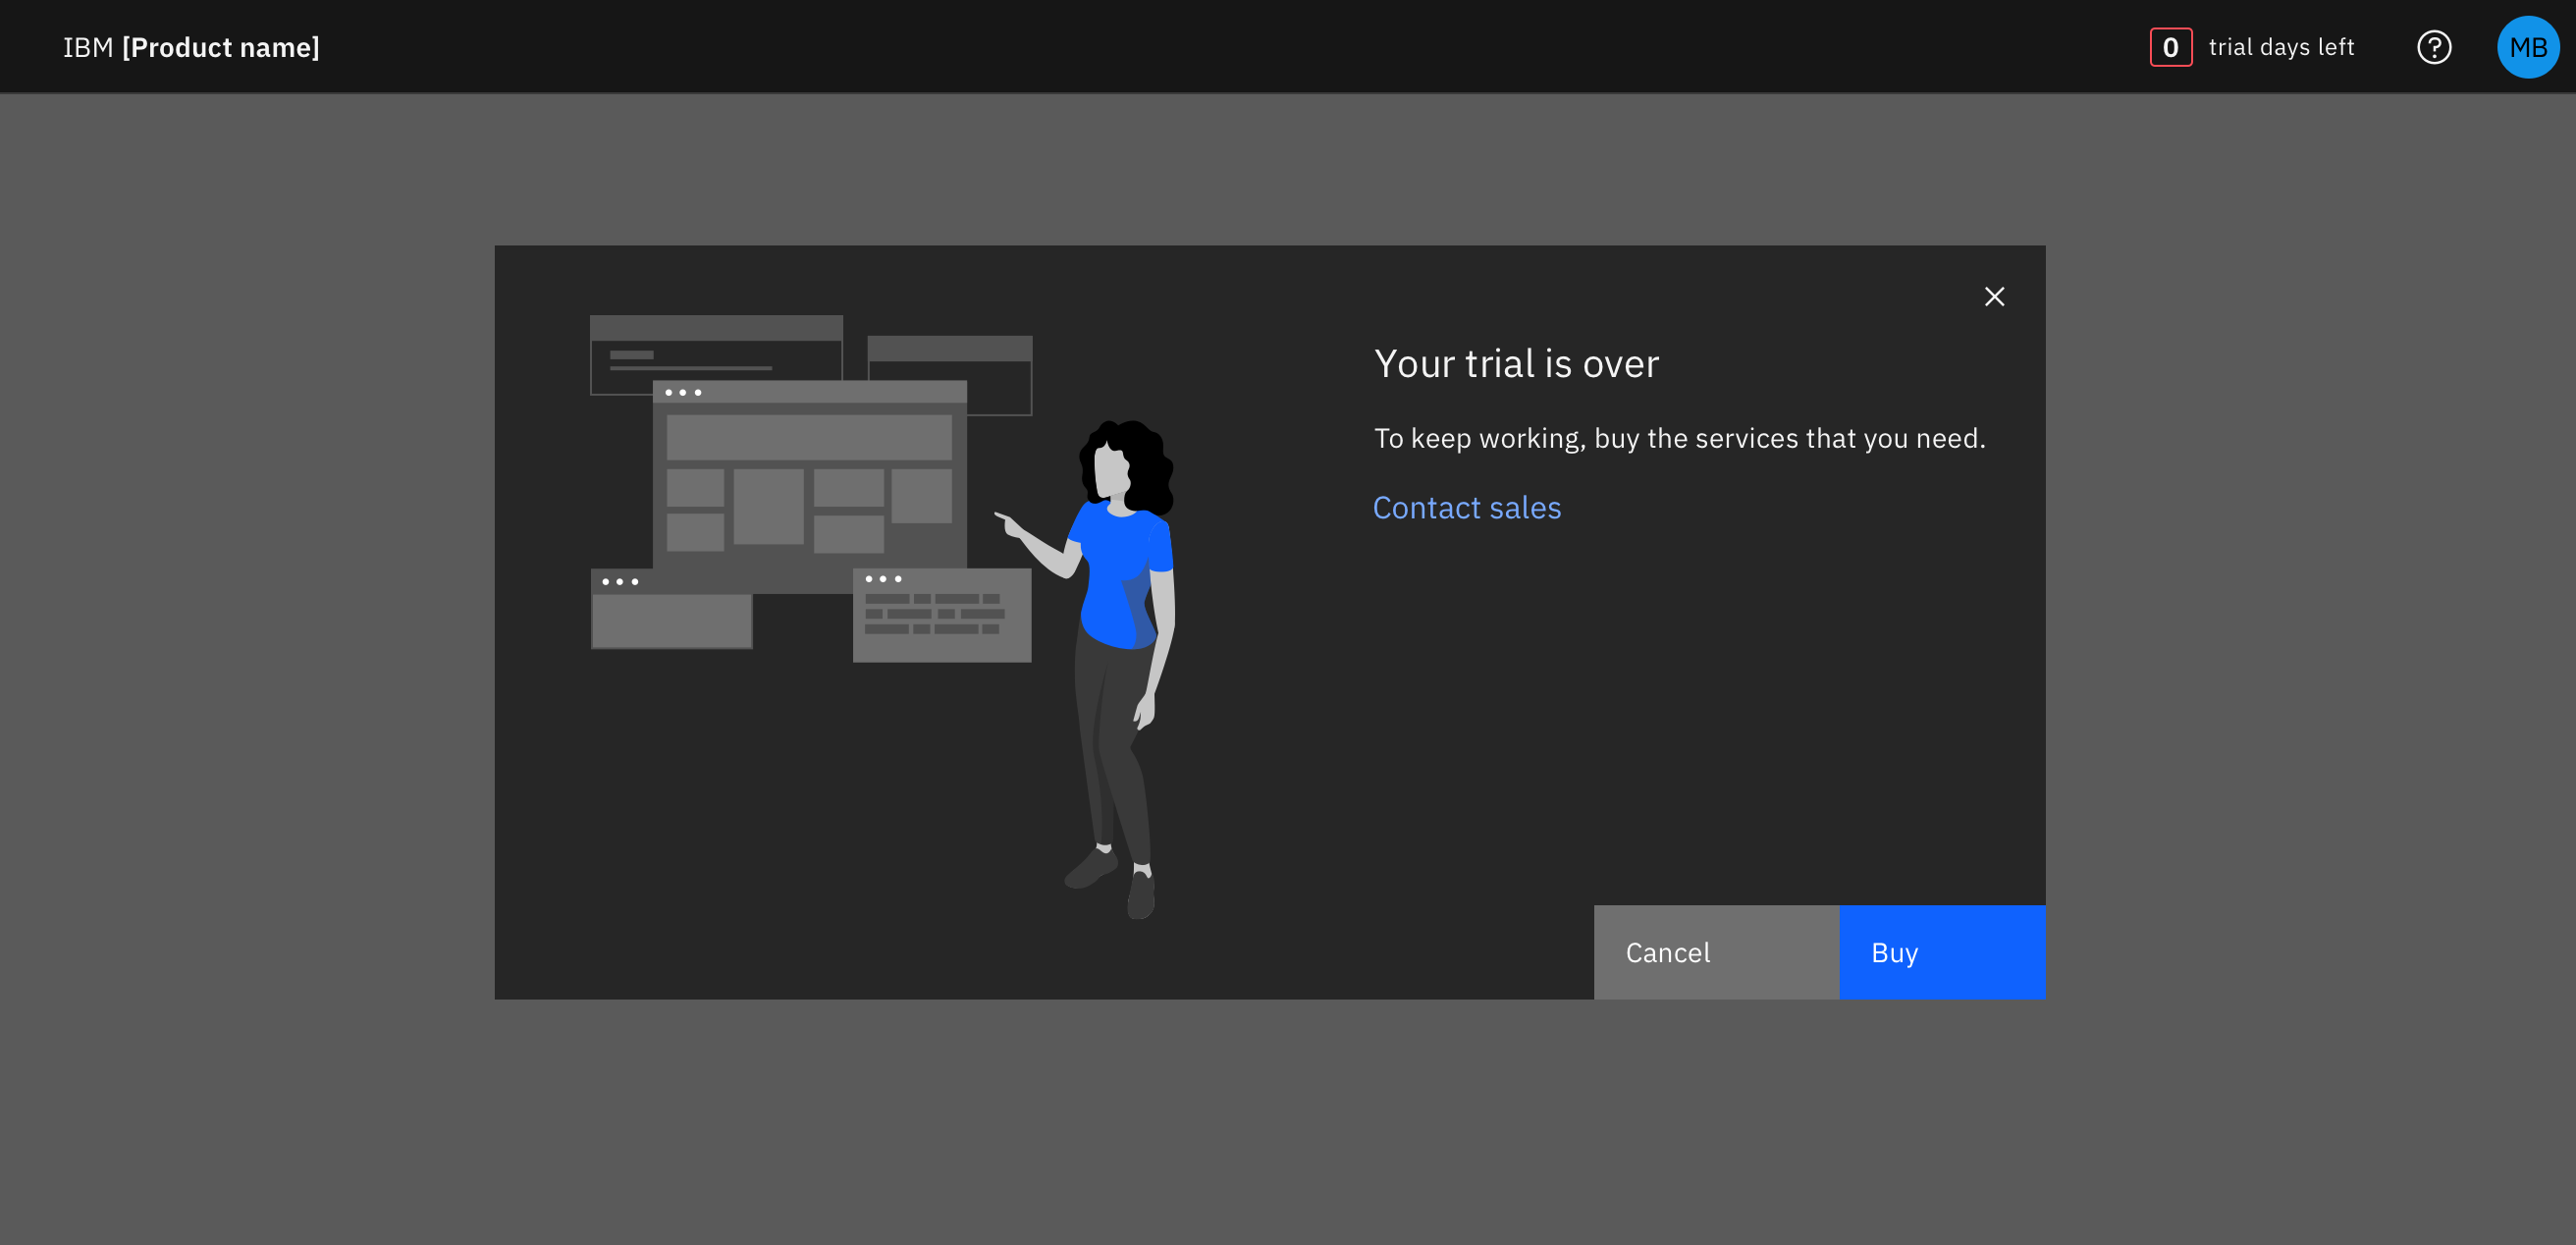 IBM [Product name]
0 trial days left
MB
Your trial is over
To keep working, buy the services that you need.
Contact sales
Cancel
Buy